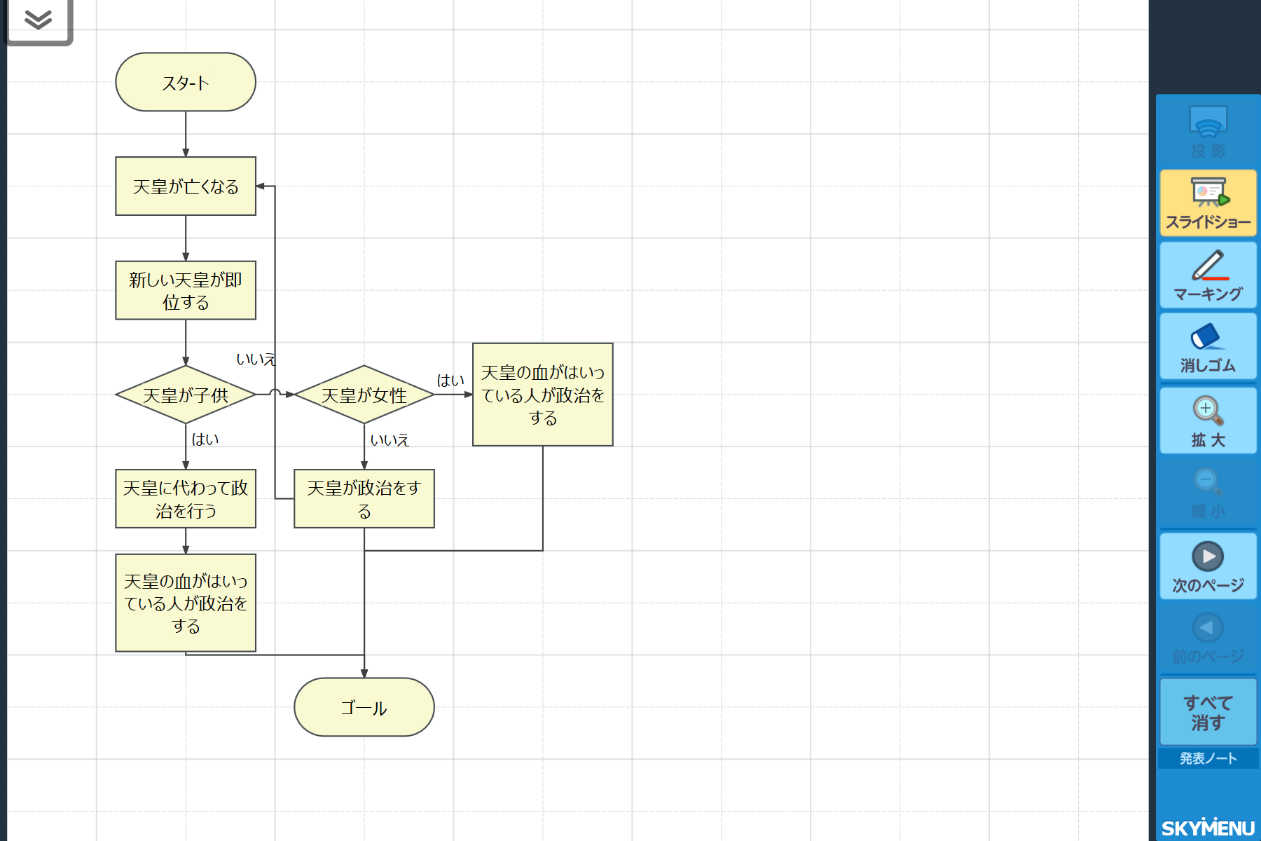 スタート
天皇が亡くなる
新しい天皇が即
位する
いいえ
天皇が子供
天皇が女性
はい
天皇の血がはいっ
ている人が政治を
する
はい
いいえ
天皇に代わって政
治を行う
天皇が政治をす
る
天皇の血がはいっ
ている人が政治を
する
ゴール
投影
スライドショー
マーキング
消しゴム
拡大
縮小
次のページ
前のページ
すべて
消す
発表ノート
SKYMENU